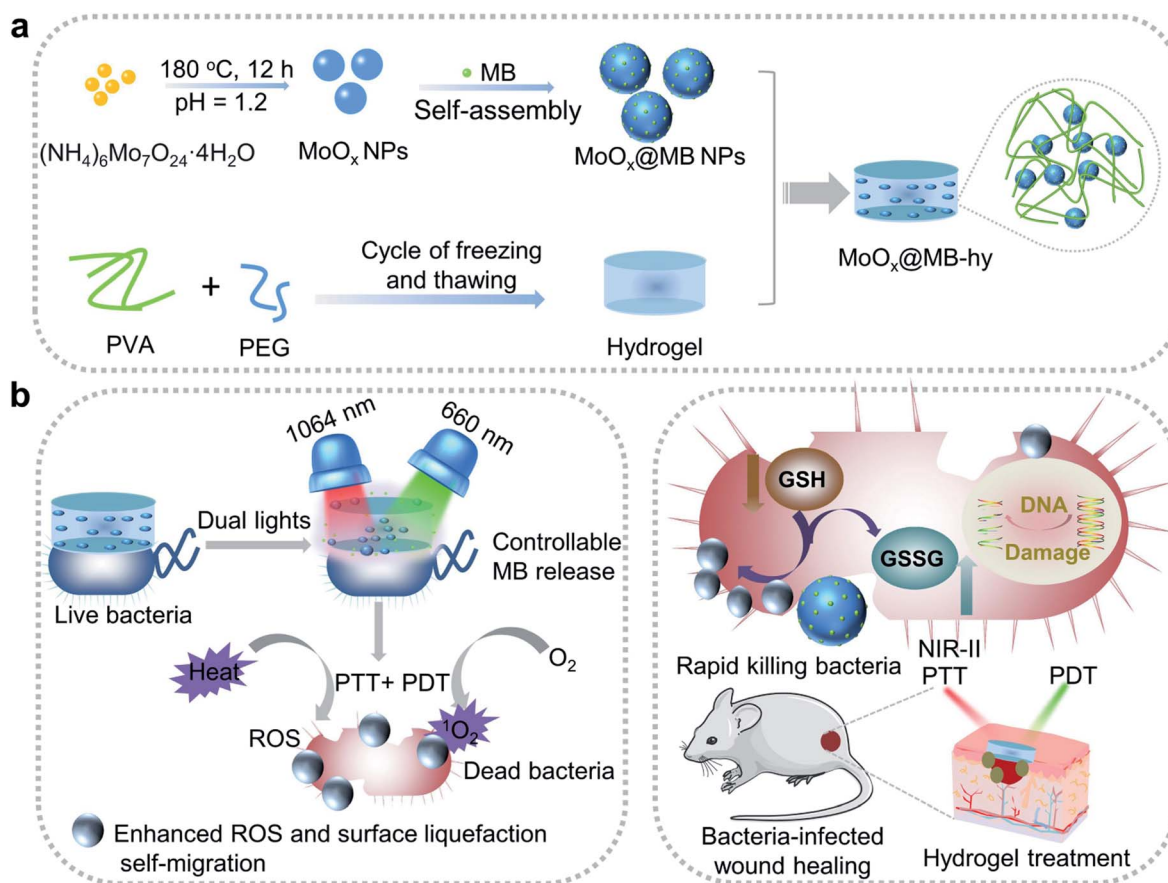 a
180 °C, 12 h
pH = 1.2
MB
Self-assembly
(NH₄)₆Mo₇O₂₄·4H₂O
MoOₓ NPs
MoOₓ@MB NPs
MoOₓ@MB-hy
Cycle of freezing
and thawing
+
PVA
PEG
Hydrogel
b
1064 nm
660 nm
Dual lights
Controllable
MB release
Live bacteria
Heat
PTT+ PDT
O₂
ROS
¹O₂
Dead bacteria
Enhanced ROS and surface liquefaction
self-migration
GSH
GSSG
DNA
Damage
Rapid killing bacteria
NIR-II
PTT
PDT
Bacteria-infected
wound healing
Hydrogel treatment